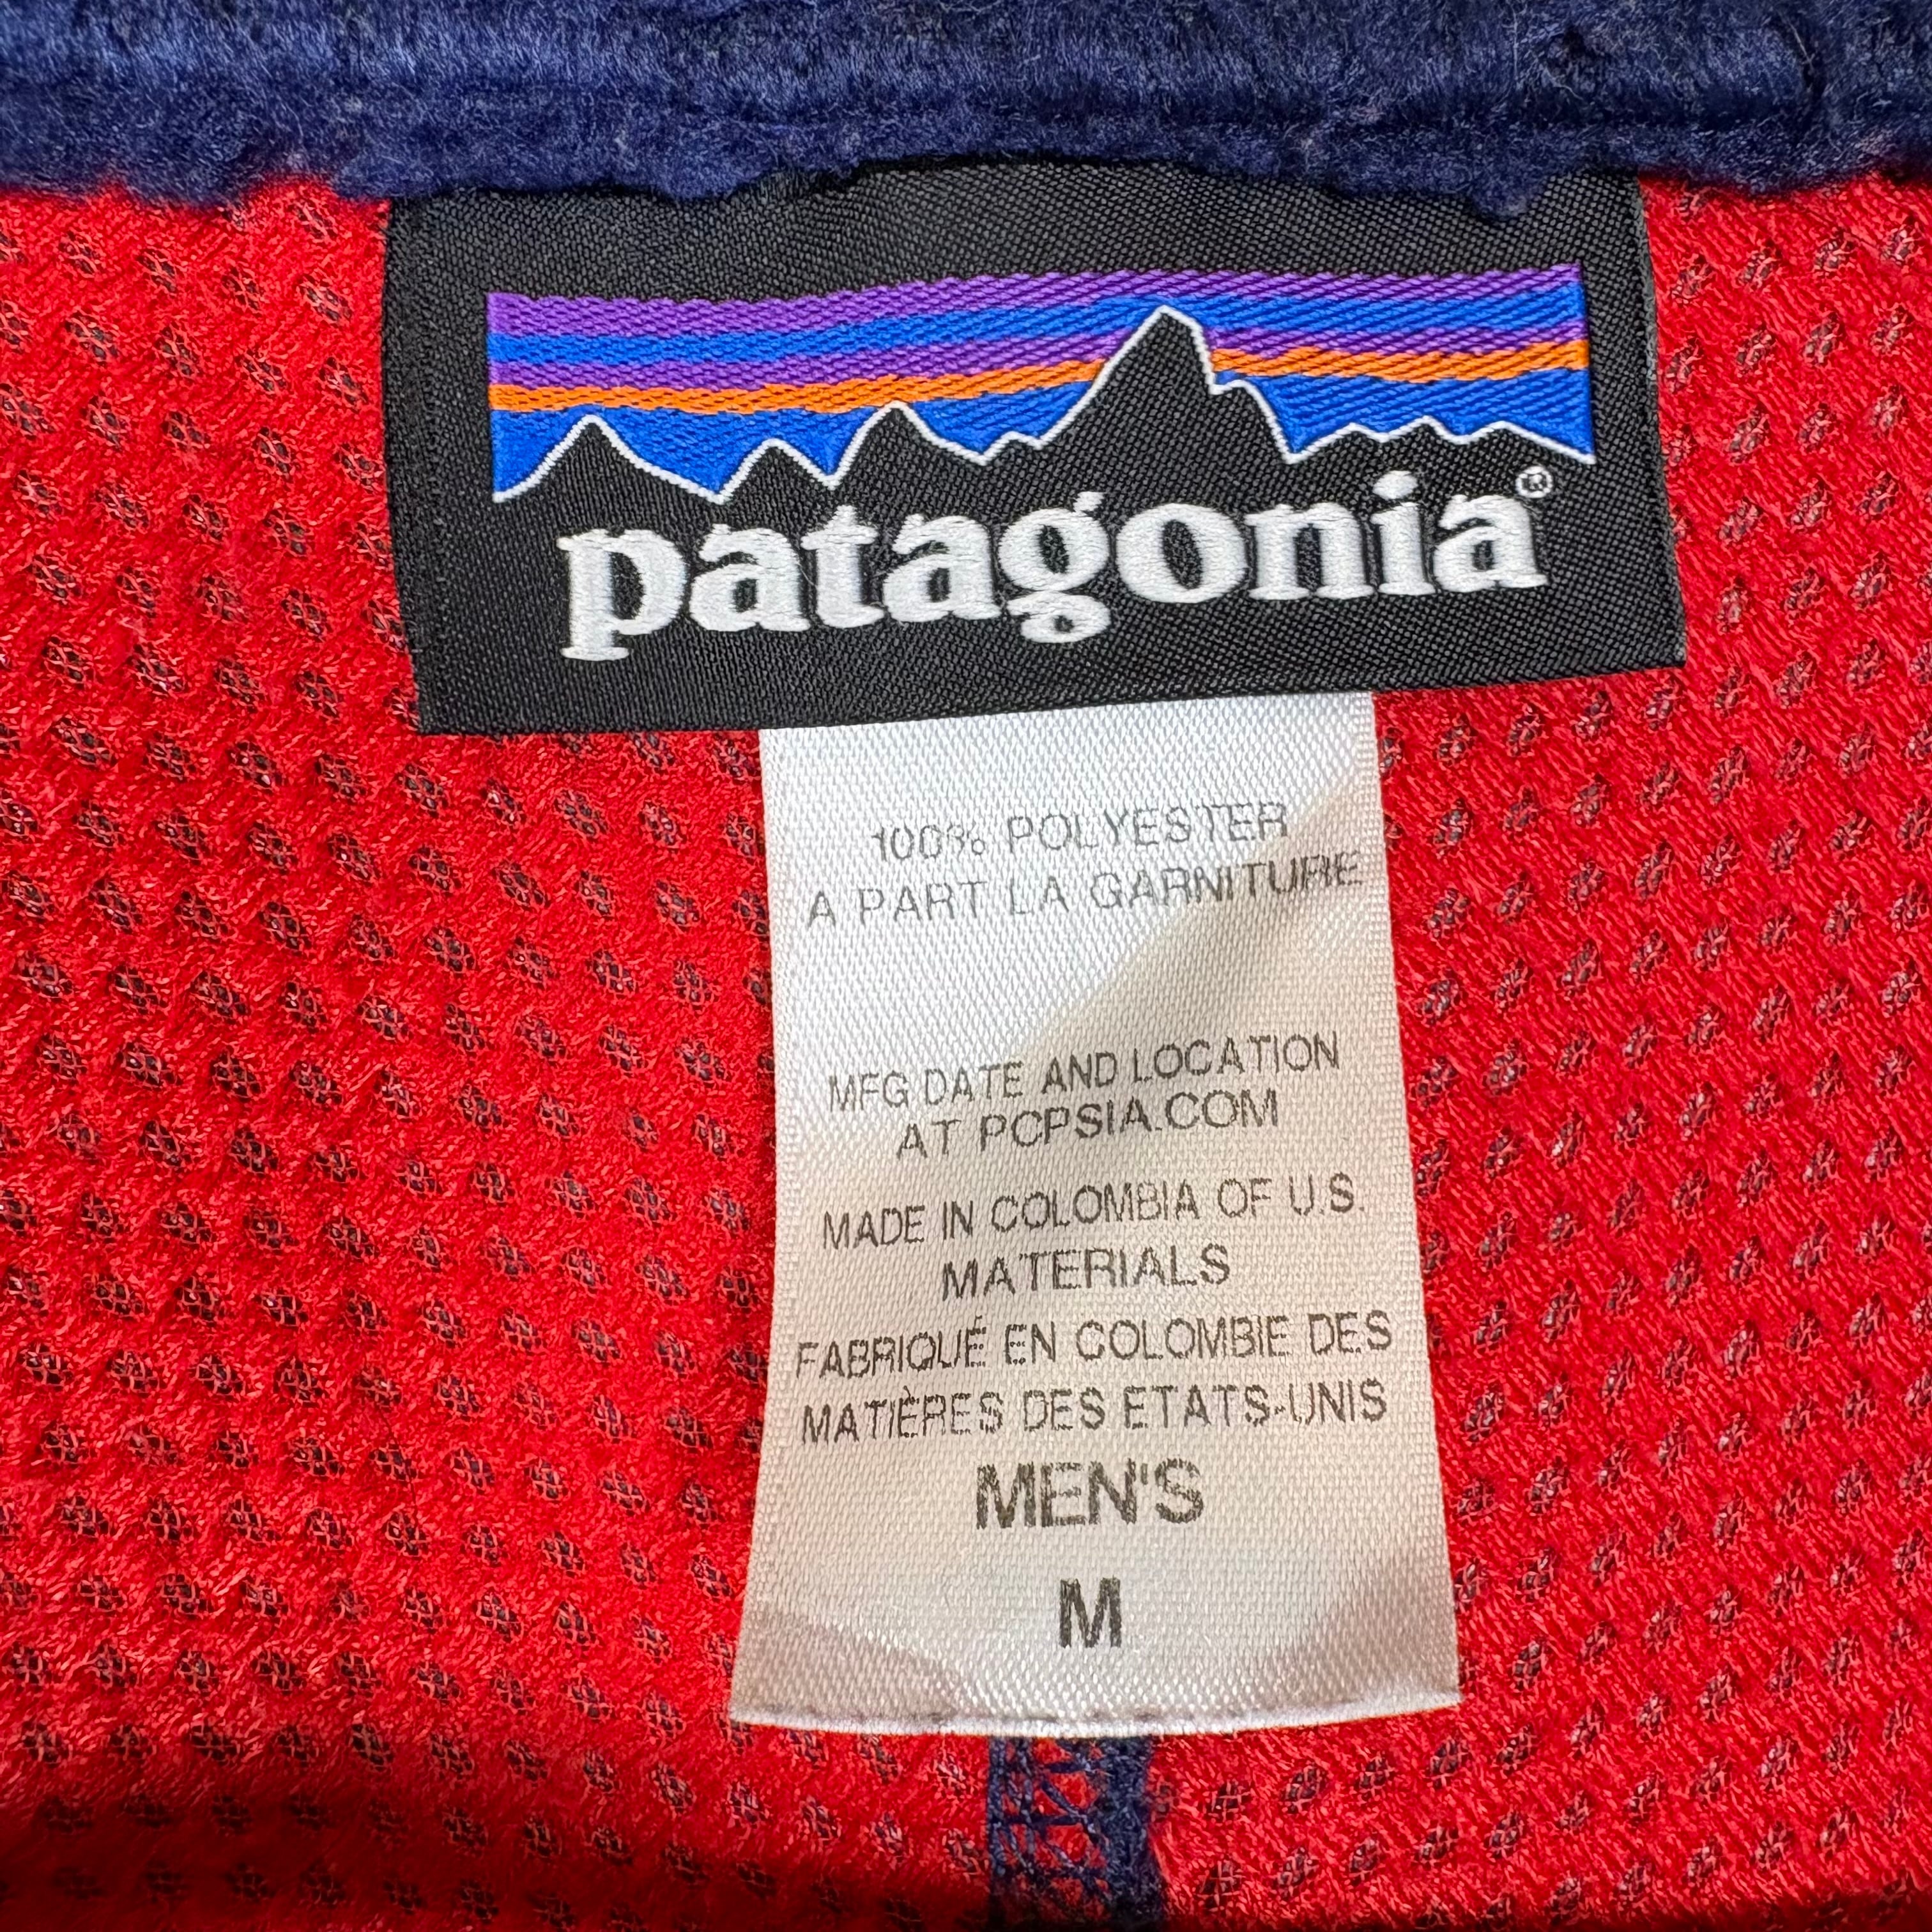 patagonia®
100% POLYESTER
A PART LA GARNITURE
MFG DATE AND LOCATION
AT PCPSIA.COM
MADE IN COLOMBIA OF U.S.
MATERIALS
FABRIQUÉ EN COLOMBIE DES
MATIÈRES DES ETATS-UNIS
MEN'S
M